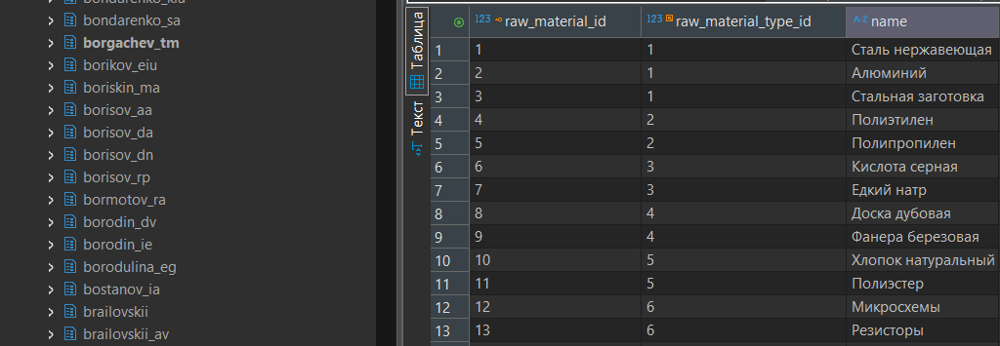 bondarenko_sa
borgachev_tm
borikov_eiu
boriskin_ma
borisov_aa
borisov_da
borisov_dn
borisov_rp
bormotov_ra
borodin_dv
borodin_ie
borodulina_eg
bostanov_ia
brailovskii
brailovskii_av
Таблица
Текст
123 raw_material_id 123 raw_material_type_id A-Z name
1 1 1 Сталь нержавеющая
2 2 1 Алюминий
3 3 1 Стальная заготовка
4 4 2 Полиэтилен
5 5 2 Полипропилен
6 6 3 Кислота серная
7 7 3 Едкий натр
8 8 4 Доска дубовая
9 9 4 Фанера березовая
10 10 5 Хлопок натуральный
11 11 5 Полиэстер
12 12 6 Микросхемы
13 13 6 Резисторы